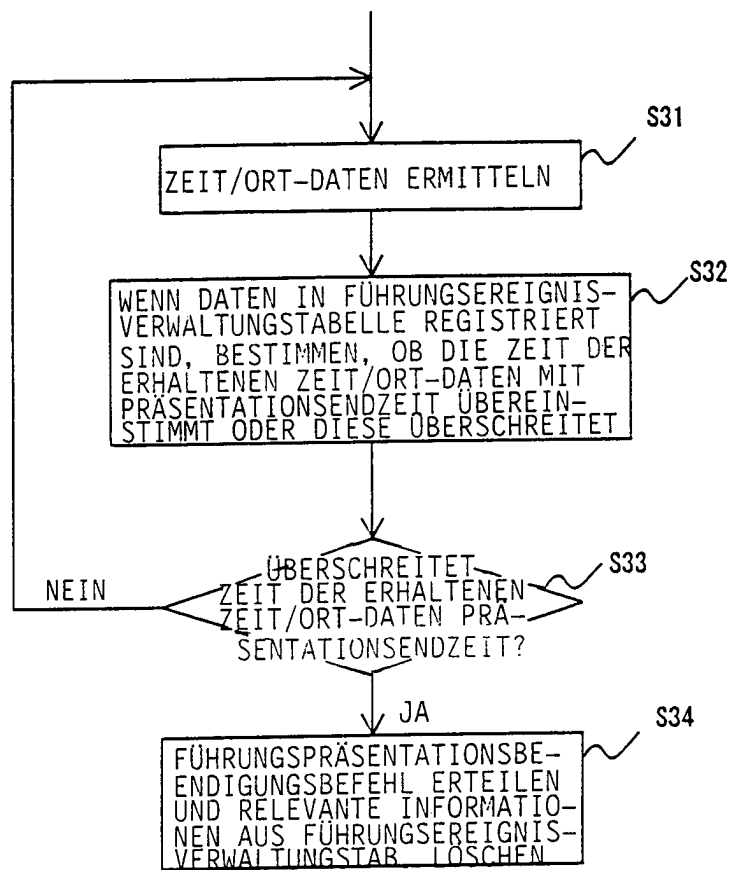 S31
ZEIT/ORT-DATEN ERMITTELN
S32
WENN DATEN IN FÜHRUNGSEREIGNIS-
VERWALTUNGSTABELLE REGISTRIERT
SIND, BESTIMMEN, OB DIE ZEIT DER
ERHALTENEN ZEIT/ORT-DATEN MIT
PRÄSENTATIONSENDZEIT ÜBEREIN-
STIMMT ODER DIESE ÜBERSCHREITET
S33
ÜBERSCHREITET
ZEIT DER ERHALTENEN
ZEIT/ORT-DATEN PRÄ-
SENTATIONSENDZEIT?
NEIN
JA
S34
FÜHRUNGSPRÄSENTATIONSBE-
ENDIGUNGSBEFEHL ERTEILEN
UND RELEVANTE INFORMATIO-
NEN AUS FÜHRUNGSEREIGNIS-
VERWALTUNGSTAB. LÖSCHEN